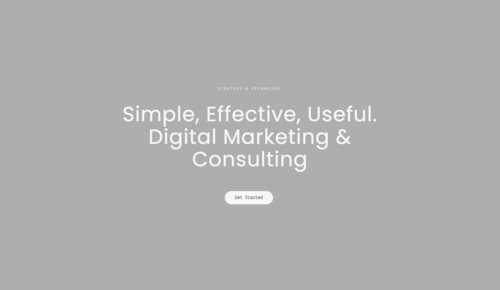 STRATEGY & TECHNOLOGY
Simple, Effective, Useful.
Digital Marketing &
Consulting
Get Started